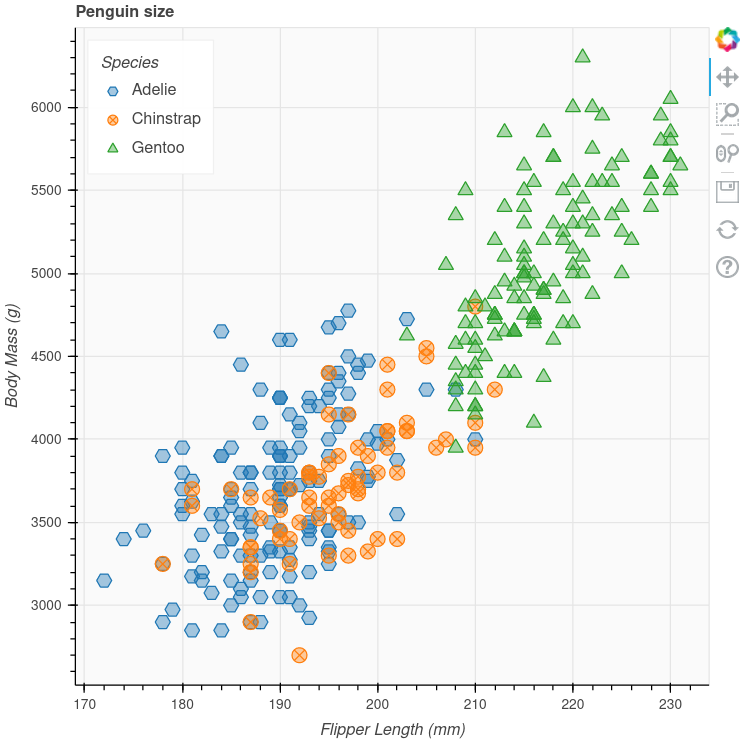 Penguin size
Species
Adelie
Chinstrap
Gentoo
6000
5500
5000
4500
4000
3500
3000
Body Mass (g)
170 180 190 200 210 220 230
Flipper Length (mm)